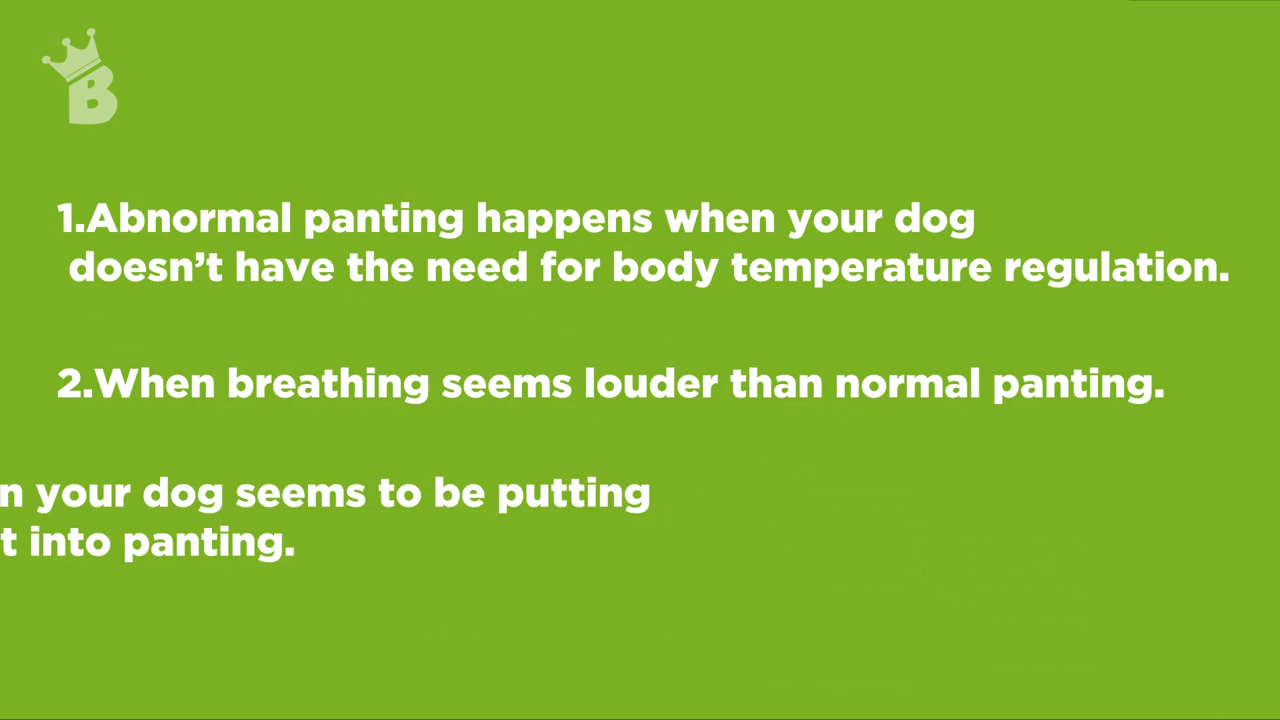 B
1.Abnormal panting happens when your dog
doesn’t have the need for body temperature regulation.
2.When breathing seems louder than normal panting.
n your dog seems to be putting
t into panting.